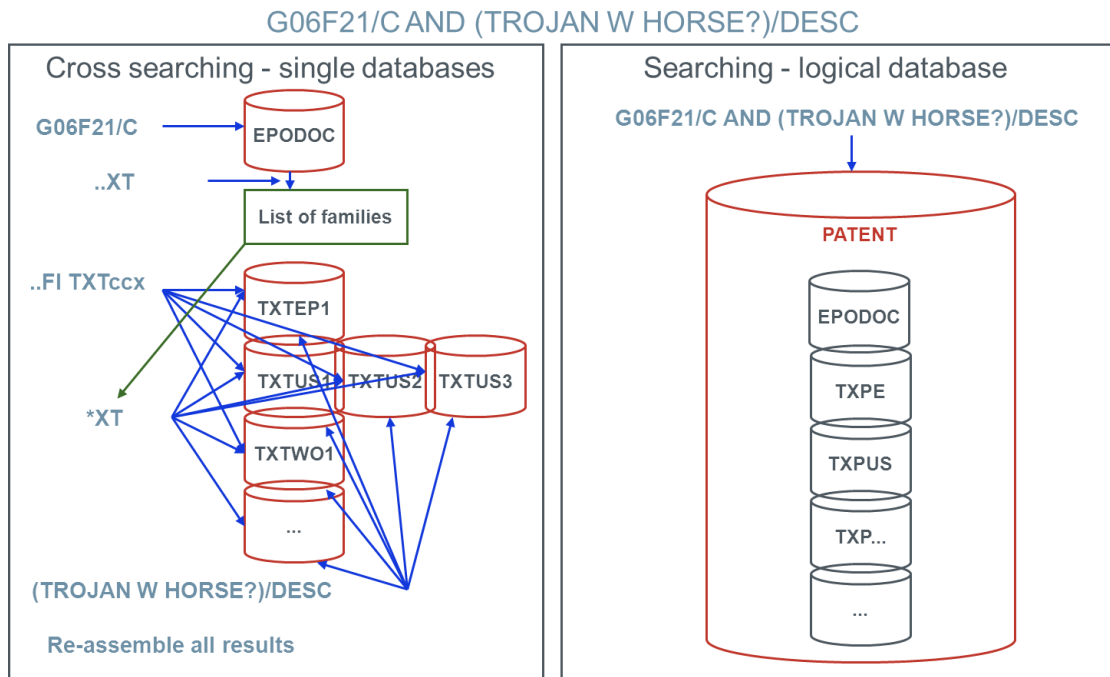 G06F21/C AND (TROJAN W HORSE?)/DESC
Cross searching - single databases
G06F21/C
EPODOC
..XT
List of families
..FI TXTccx
TXTEP1
TXTUS1
TXTUS2
TXTUS3
*XT
TXTWO1
...
(TROJAN W HORSE?)/DESC
Re-assemble all results
Searching - logical database
G06F21/C AND (TROJAN W HORSE?)/DESC
PATENT
EPODOC
TXPE
TXPUS
TXP...
...